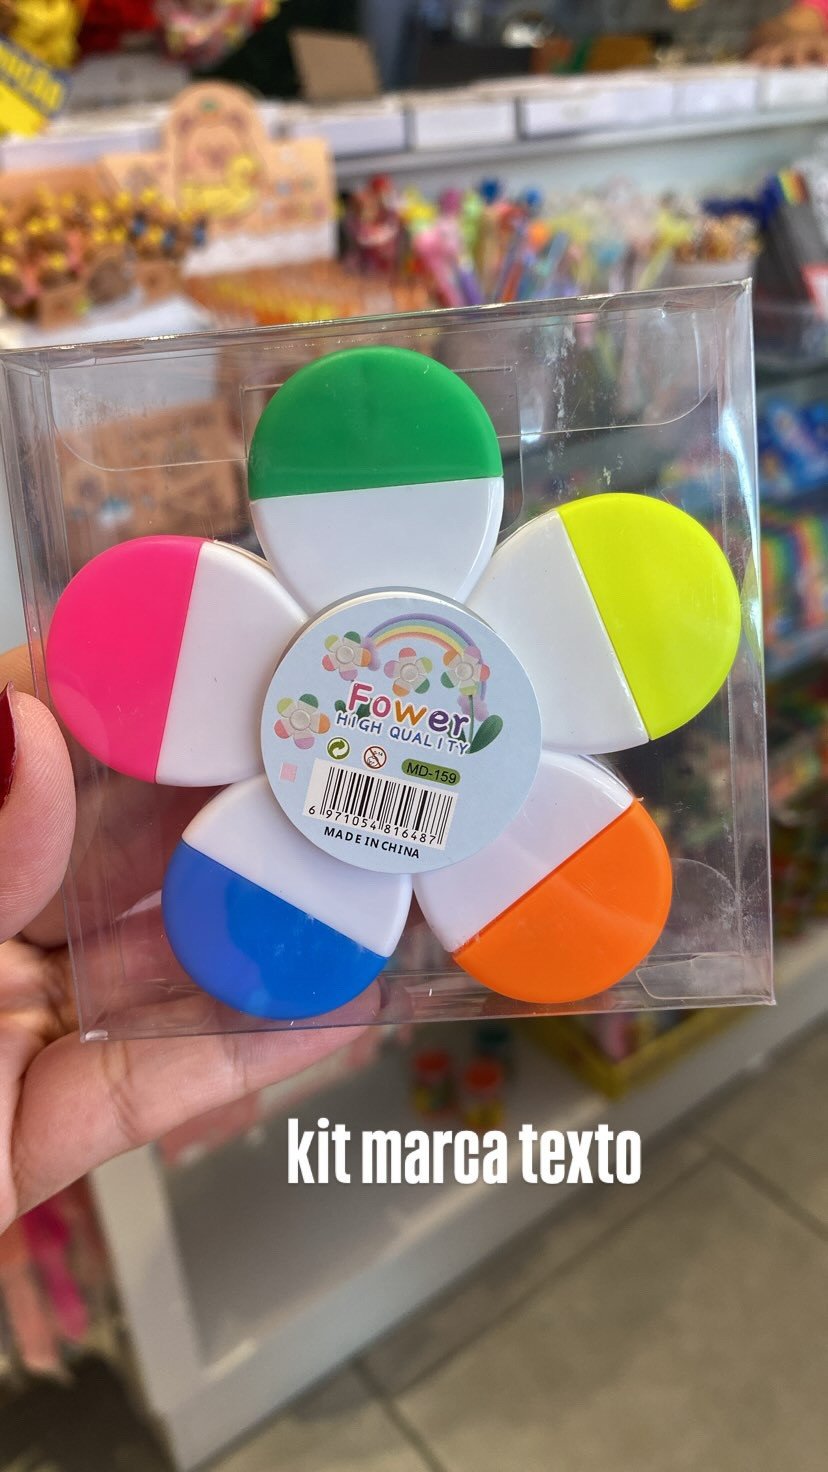 Fower
HIGH QUALITY
MD-159
6 971054 816487
MADE IN CHINA
kit marca texto